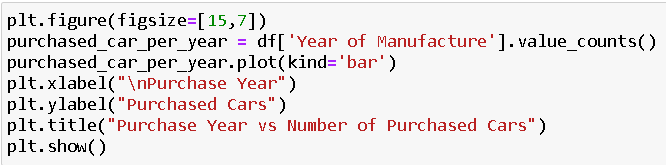 plt.figure(figsize=[15,7])
purchased_car_per_year = df['Year of Manufacture'].value_counts()
purchased_car_per_year.plot(kind='bar')
plt.xlabel("\nPurchase Year")
plt.ylabel("Purchased Cars")
plt.title("Purchase Year vs Number of Purchased Cars")
plt.show()